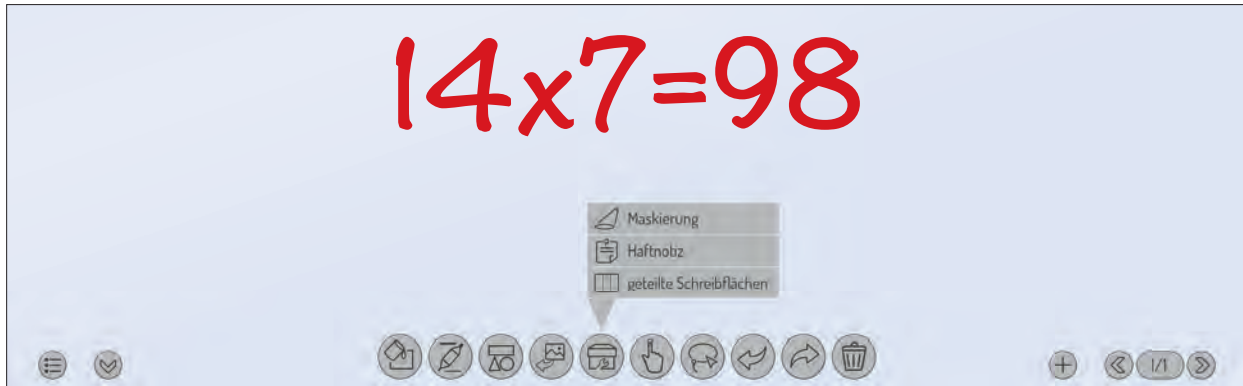 14x7=98
Maskierung
Haftnotiz
geteilte Schreibflächen
1/1